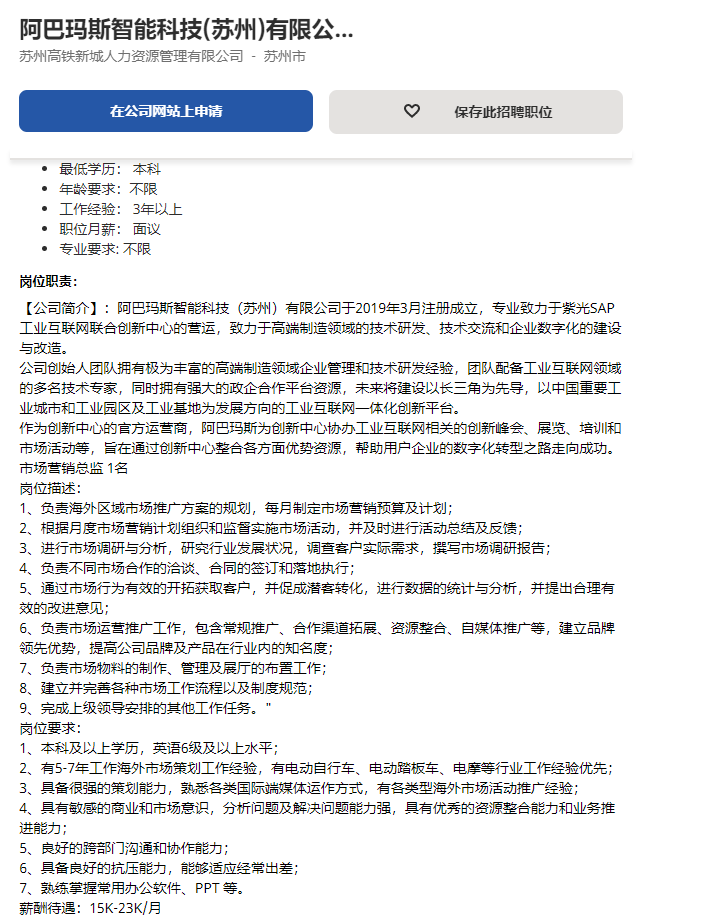 阿巴玛斯智能科技(苏州)有限公...
苏州高铁新城人力资源管理有限公司 - 苏州市
在公司网站上申请
保存此招聘职位
• 最低学历： 本科
• 年龄要求：不限
• 工作经验： 3年以上
• 职位月薪： 面议
• 专业要求: 不限
岗位职责：
【公司简介】：阿巴玛斯智能科技（苏州）有限公司于2019年3月注册成立，专业致力于紫光SAP
工业互联网联合创新中心的营运，致力于高端制造领域的技术研发、技术交流和企业数字化的建设
与改造。
公司创始人团队拥有极为丰富的高端制造领域企业管理和技术研发经验，团队配备工业互联网领域
的多名技术专家，同时拥有强大的政企合作平台资源，未来将建设以长三角为先导，以中国重要工
业城市和工业园区及工业基地为发展方向的工业互联网一体化创新平台。
作为创新中心的官方运营商，阿巴玛斯为创新中心协办工业互联网相关的创新峰会、展览、培训和
市场活动等，旨在通过创新中心整合各方面优势资源，帮助用户企业的数字化转型之路走向成功。
市场营销总监 1名
岗位描述：
1、负责海外区域市场推广方案的规划，每月制定市场营销预算及计划；
2、根据月度市场营销计划组织和监督实施市场活动，并及时进行活动总结及反馈；
3、进行市场调研与分析，研究行业发展状况，调查客户实际需求，撰写市场调研报告；
4、负责不同市场合作的洽谈、合同的签订和落地执行；
5、通过市场行为有效的开拓获取客户，并促成潜客转化，进行数据的统计与分析，并提出合理有
效的改进意见；
6、负责市场运营推广工作，包含常规推广、合作渠道拓展、资源整合、自媒体推广等，建立品牌
领先优势，提高公司品牌及产品在行业内的知名度；
7、负责市场物料的制作、管理及展厅的布置工作；
8、建立并完善各种市场工作流程以及制度规范；
9、完成上级领导安排的其他工作任务。"
岗位要求：
1、本科及以上学历，英语6级及以上水平；
2、有5-7年工作海外市场策划工作经验，有电动自行车、电动踏板车、电摩等行业工作经验优先；
3、具备很强的策划能力，熟悉各类国际端媒体运作方式，有各类型海外市场活动推广经验；
4、具有敏感的商业和市场意识，分析问题及解决问题能力强，具有优秀的资源整合能力和业务推
进能力；
5、良好的跨部门沟通和协作能力；
6、具备良好的抗压能力，能够适应经常出差；
7、熟练掌握常用办公软件、PPT 等。
薪酬待遇：15K-23K/月